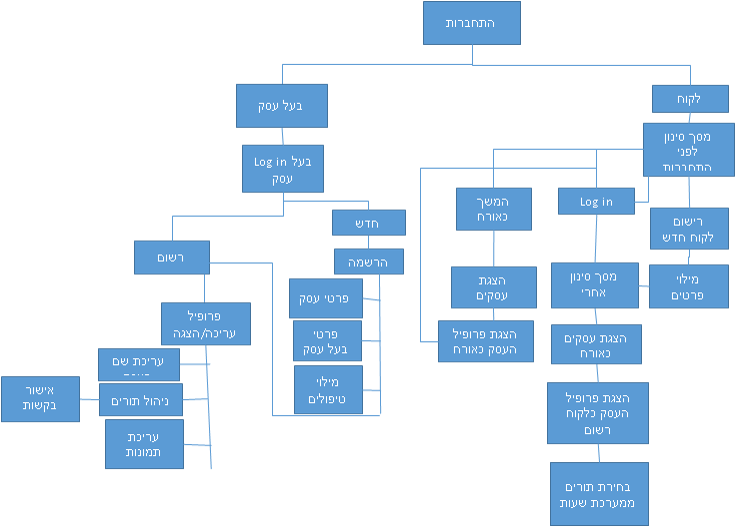 התחברות
לקוח
בעל עסק
מסך סינון
לפני
התחברות
בעל Log in
עסק
המשך
כאורח
Log in
רישום
לקוח חדש
חדש
רשום
הרשמה
הצגת
עסקים
מסך סינון
אחרי
מילוי
פרטים
פרטי עסק
פרופיל
עריכה/הצגה
פרטי
בעל עסק
הצגת פרופיל
העסק כאורח
הצגת עסקים
כאורח
עריכת שם
מילוי
טיפולים
אישור
בקשות
ניהול תורים
הצגת פרופיל
העסק כלקוח
רשום
עריכת
תמונות
בחירת תורים
ממערכת שעות